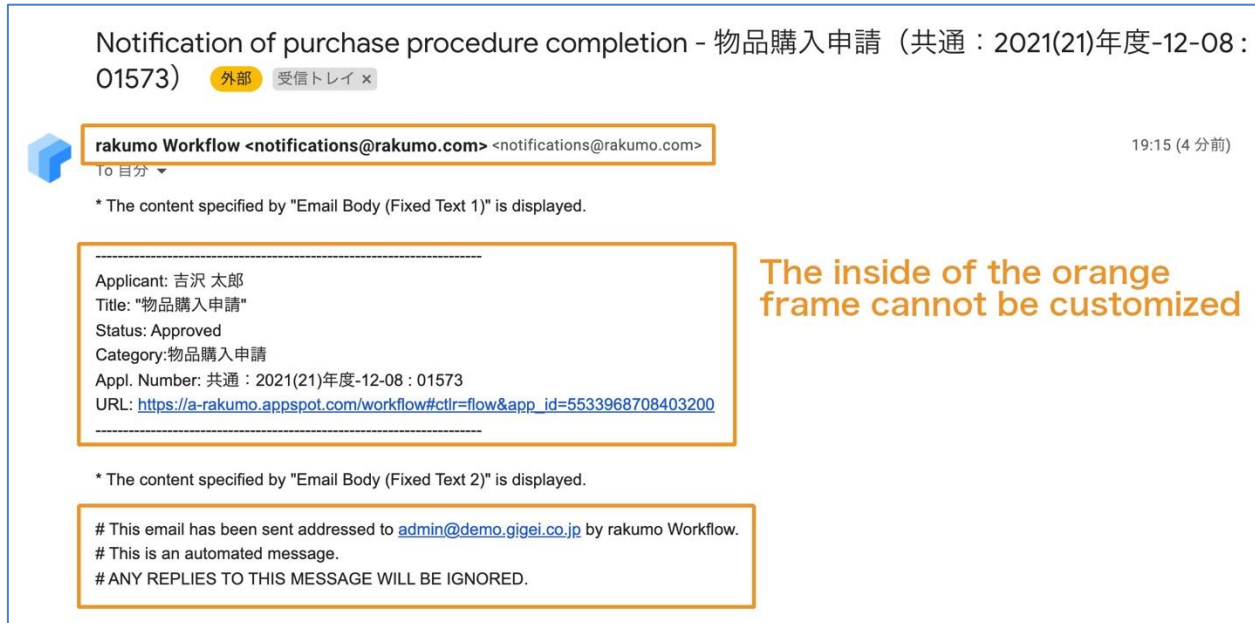 Notification of purchase procedure completion - 物品購入申請（共通：2021(21)年度-12-08 :
01573） 外部 受信トレイ ×
rakumo Workflow <notifications@rakumo.com> <notifications@rakumo.com> 19:15 (4 分前)
To 自分
* The content specified by "Email Body (Fixed Text 1)" is displayed.
--------------------------------------------------------------------
Applicant: 吉沢 太郎
Title: "物品購入申請"
Status: Approved
Category:物品購入申請
Appl. Number: 共通：2021(21)年度-12-08 : 01573
URL: https://a-rakumo.appspot.com/workflow#ctlr=flow&app_id=5533968708403200
--------------------------------------------------------------------
The inside of the orange
frame cannot be customized
* The content specified by "Email Body (Fixed Text 2)" is displayed.
# This email has been sent addressed to admin@demo.gigei.co.jp by rakumo Workflow.
# This is an automated message.
# ANY REPLIES TO THIS MESSAGE WILL BE IGNORED.